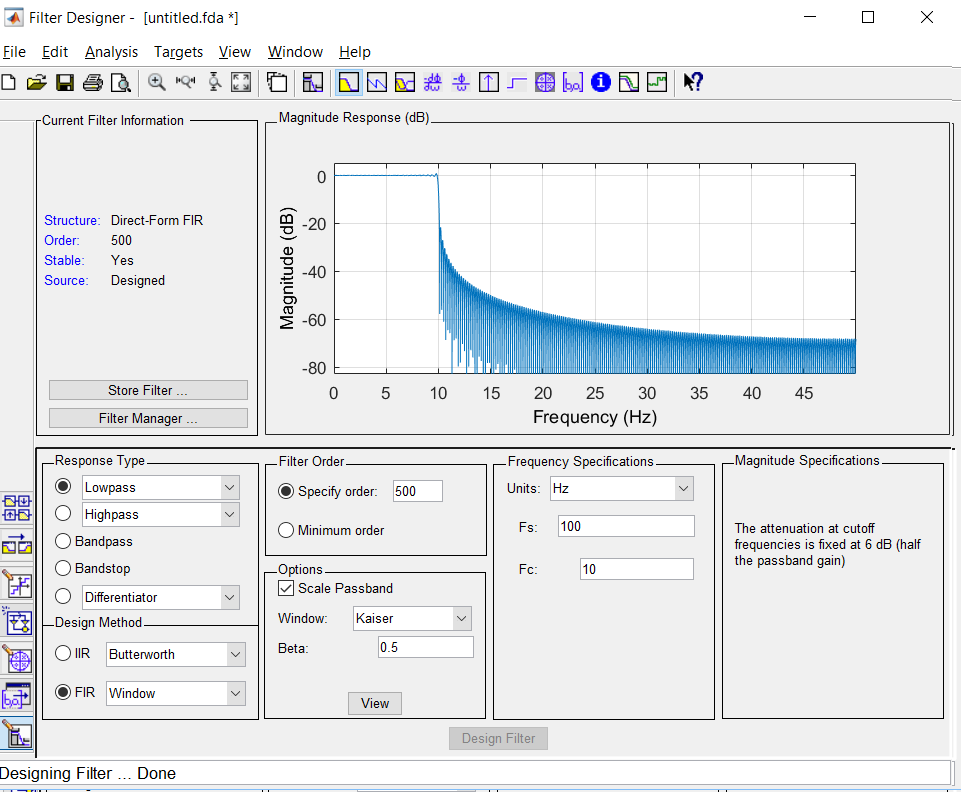 Filter Designer - [untitled.fda *]
File Edit Analysis Targets View Window Help
Current Filter Information
Structure: Direct-Form FIR
Order: 500
Stable: Yes
Source: Designed
Store Filter ...
Filter Manager ...
Magnitude Response (dB)
Magnitude (dB)
0
-20
-40
-60
-80
0 5 10 15 20 25 30 35 40 45
Frequency (Hz)
Response Type
Lowpass
Highpass
Bandpass
Bandstop
Differentiator
Design Method
IIR Butterworth
FIR Window
Filter Order
Specify order: 500
Minimum order
Options
Scale Passband
Window: Kaiser
Beta: 0.5
View
Frequency Specifications
Units: Hz
Fs: 100
Fc: 10
Magnitude Specifications
The attenuation at cutoff
frequencies is fixed at 6 dB (half
the passband gain)
Design Filter
Designing Filter ... Done